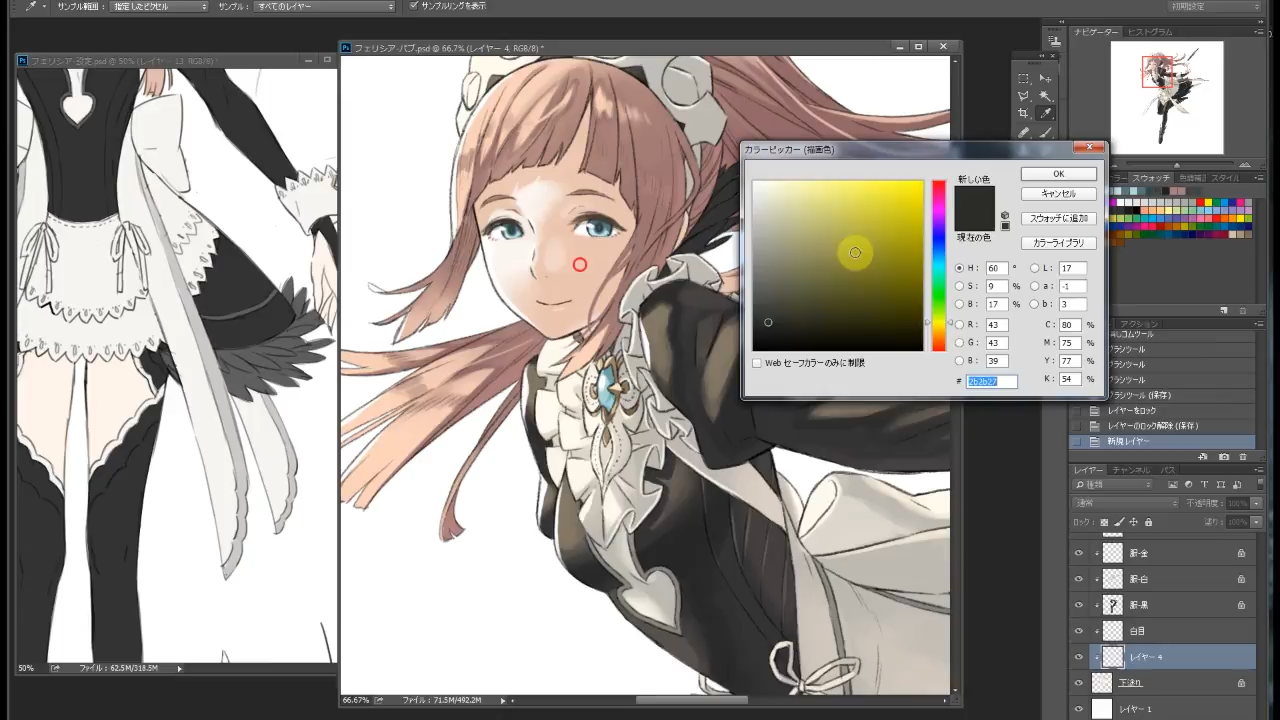 サンプル範囲: 指定したピクセル サンプル: すべてのレイヤー サンプリングを表示
初期設定
フェリシア-設定.psd @ 50% (レイヤー 13, RGB/8) *
フェリシア-パブ.psd @ 66.7% (レイヤー 4, RGB/8) *
ナビゲーター ヒストグラム
カラーピッカー (描画色)
新しい色
現在の色
OK
キャンセル
スウォッチに追加
カラーライブラリ
H: 60 °
S: 9 %
B: 17 %
R: 43
G: 43
B: 39
# 2b2b27
L: 17
a: -1
b: 3
C: 80 %
M: 75 %
Y: 77 %
K: 54 %
Web セーフカラーのみに制限
スウォッチ スタイル
アクション
消しゴムツール
ブラシツール
ブラシツール
ブラシツール
ブラシツール (保存)
レイヤーをロック
レイヤーのロック解除 (保存)
新規レイヤー
レイヤー チャンネル パス
種類
通常 不透明度: 100%
ロック: 塗り: 100%
服-金
服-白
服-黒
白目
レイヤー 4
下塗り
レイヤー 1
50% ファイル : 62.5M/318.5M
66.67% ファイル : 71.5M/492.2M